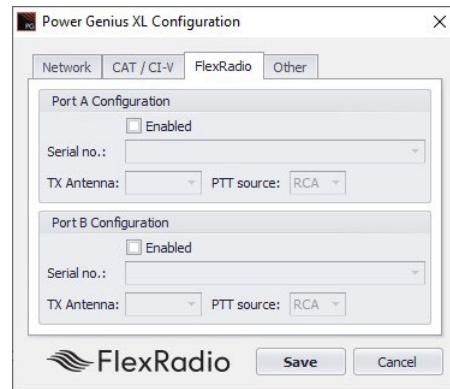 PG Power Genius XL Configuration
Network CAT / CI-V FlexRadio Other
Port A Configuration
Enabled
Serial no.:
TX Antenna: PTT source: RCA
Port B Configuration
Enabled
Serial no.:
TX Antenna: PTT source: RCA
FlexRadio Save Cancel